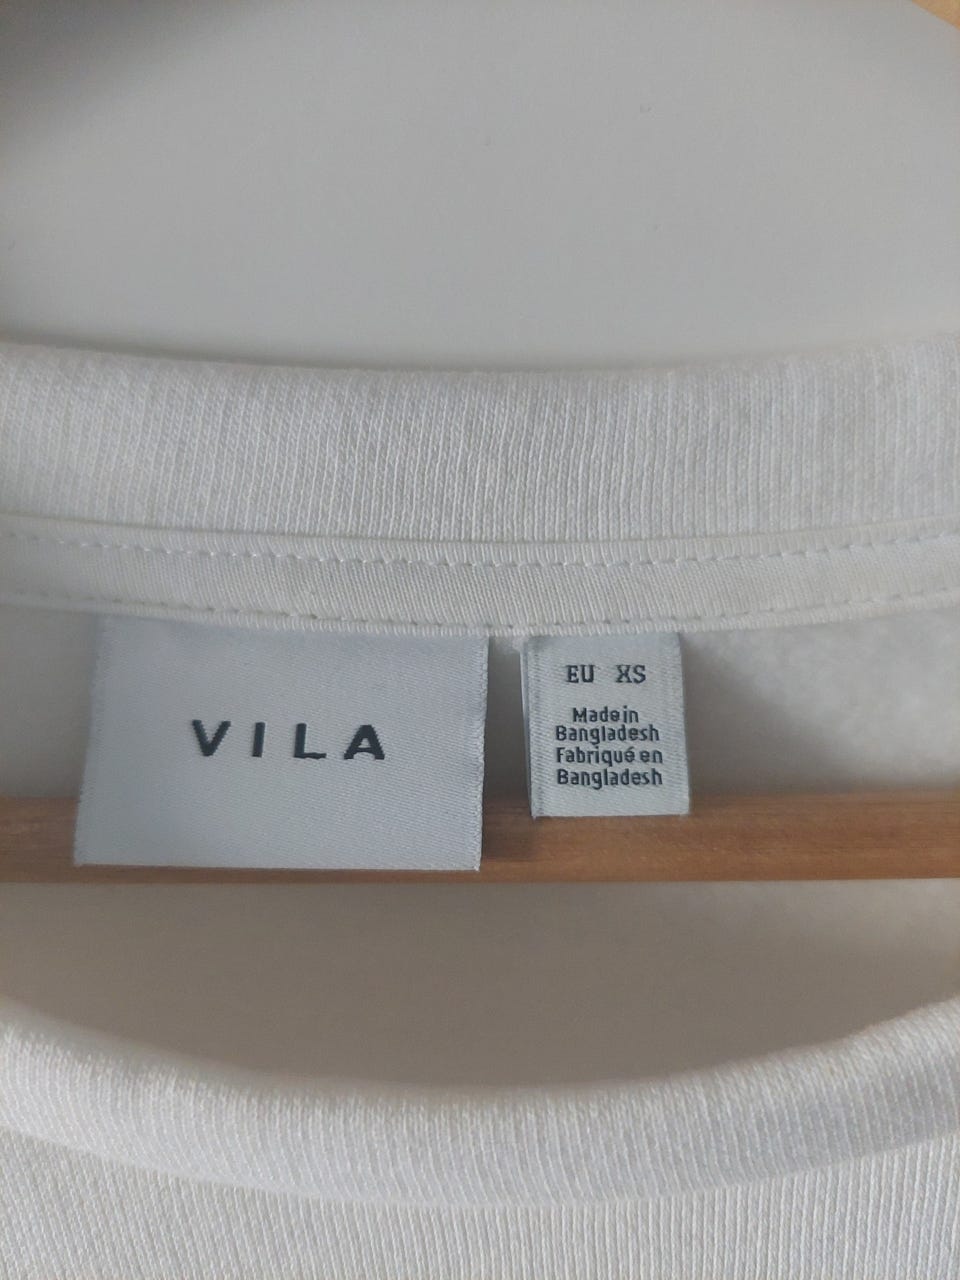 VILA
EU XS
Made in
Bangladesh
Fabriqué en
Bangladesh